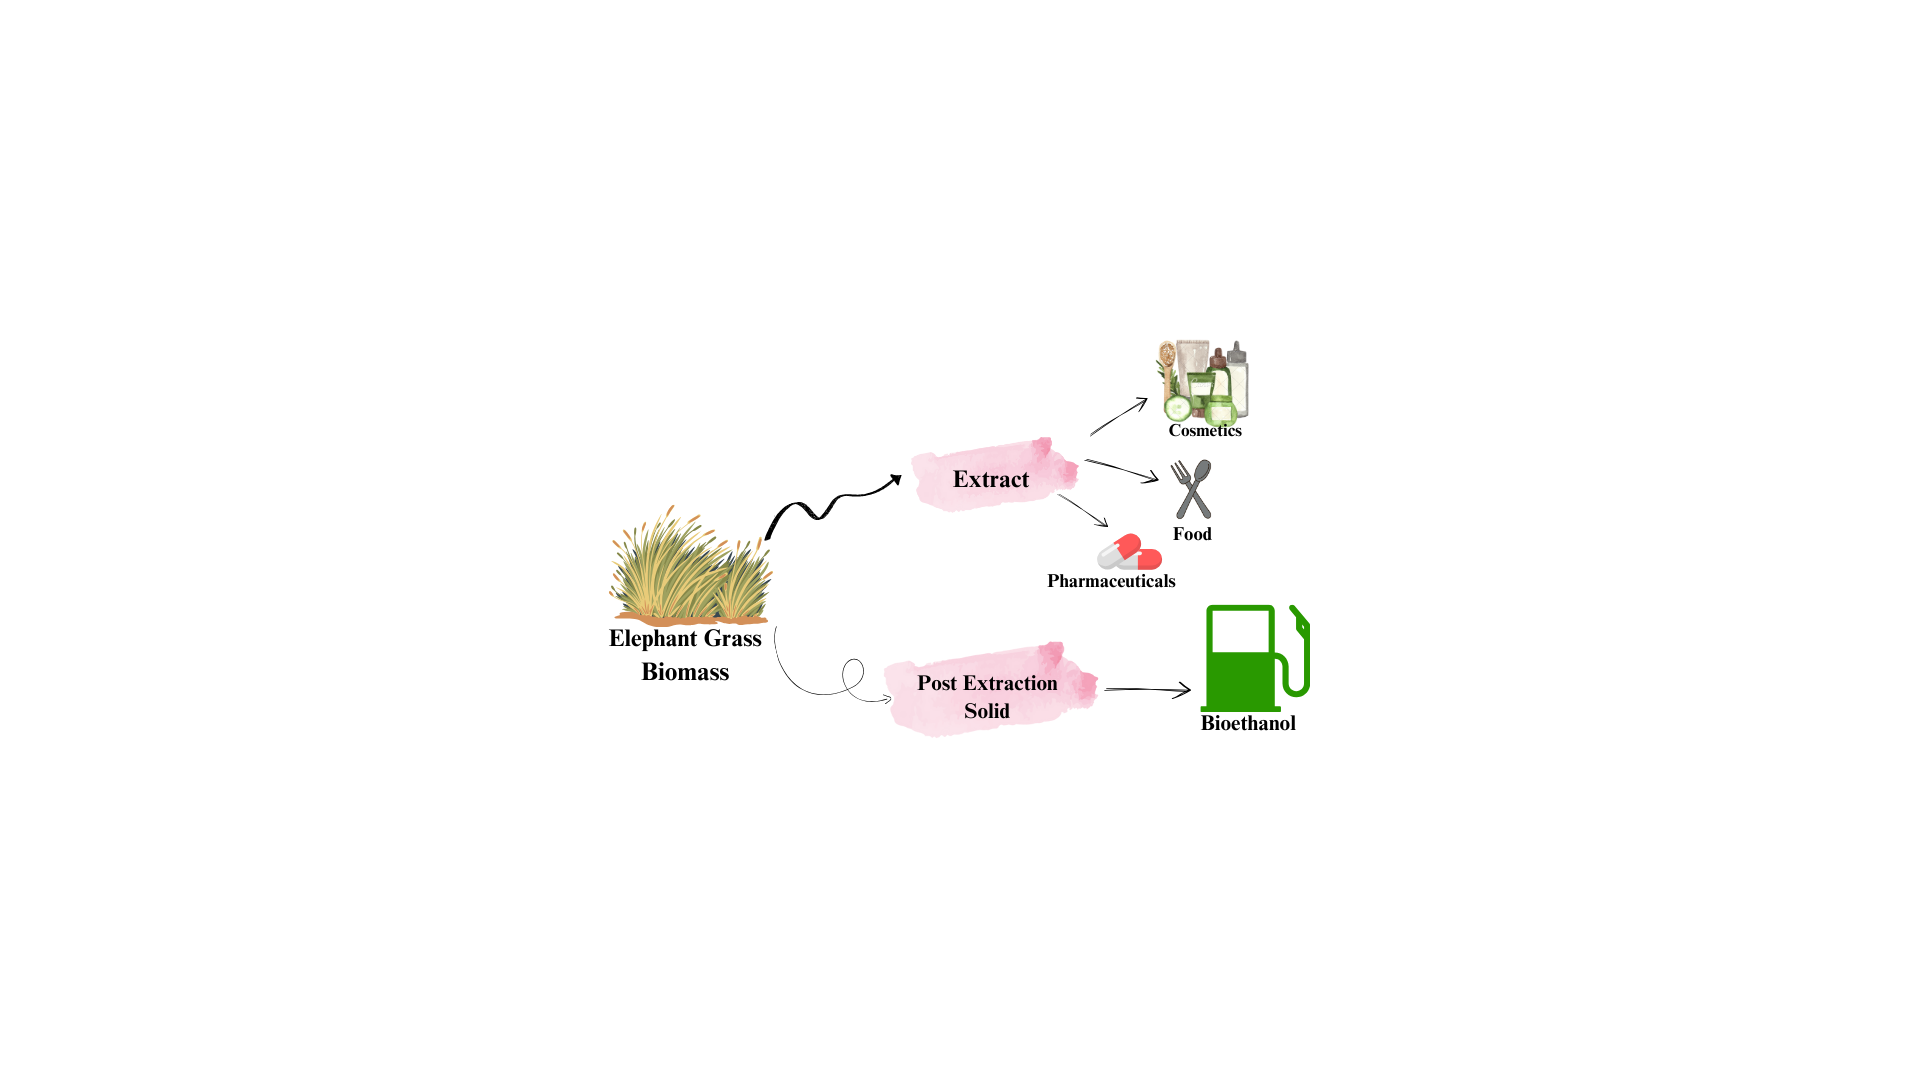 Cosmetics
Extract
Food
Pharmaceuticals
Elephant Grass
Biomass
Post Extraction
Solid
Bioethanol